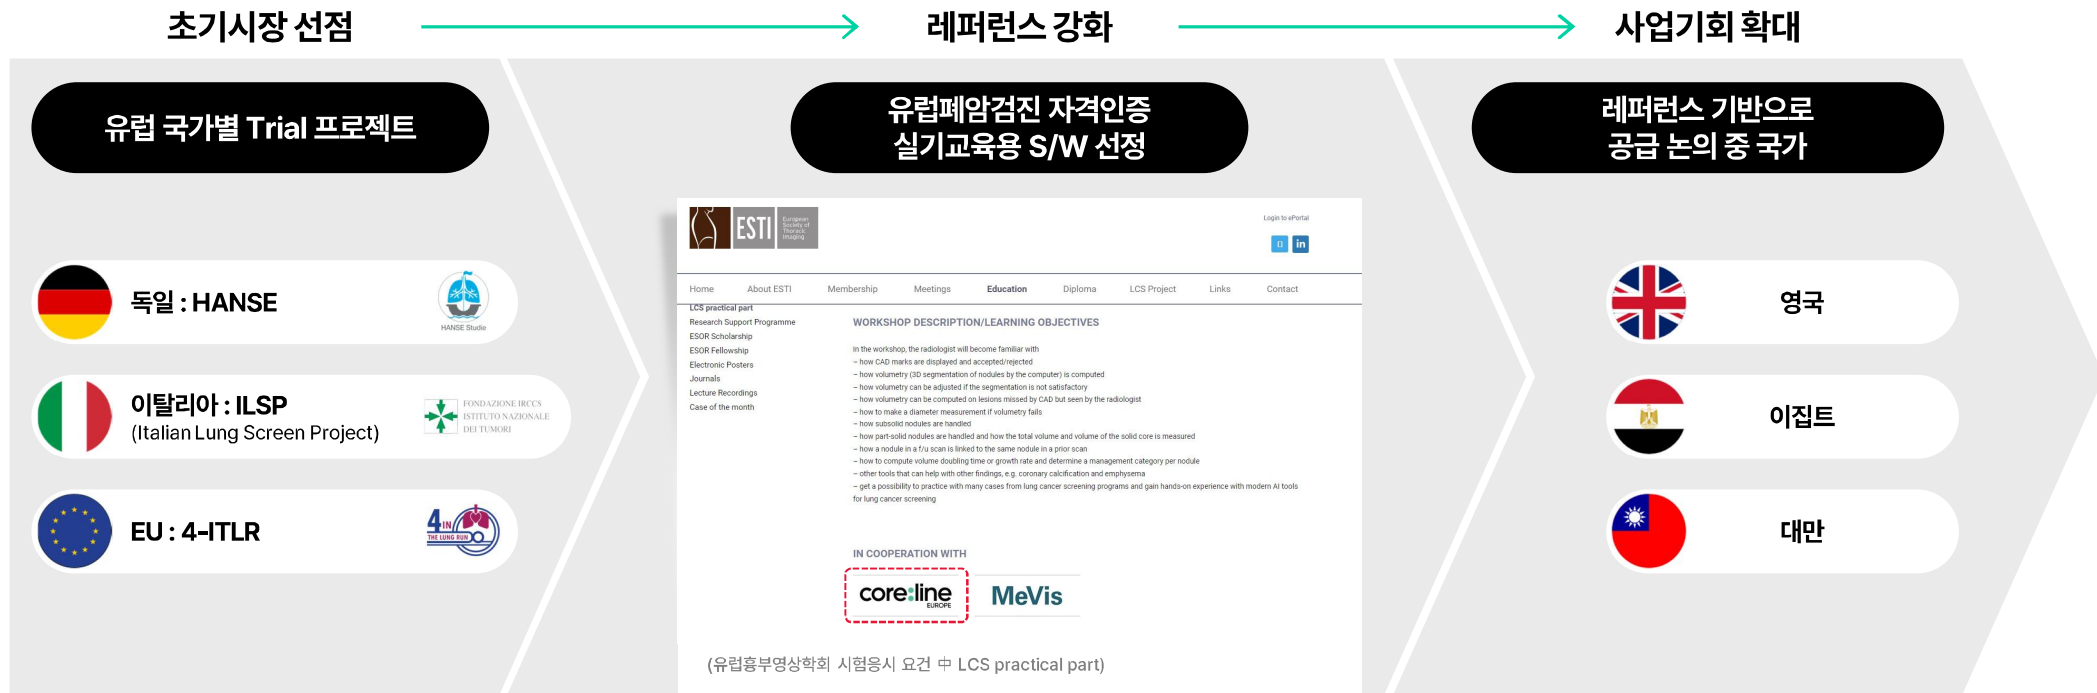 초기시장 선점
레퍼런스 강화
사업기회 확대
유럽 국가별 Trial 프로젝트
독일 : HANSE
HANSE Studie
이탈리아 : ILSP
(Italian Lung Screen Project)
FONDAZIONE IRCCS
ISTITUTO NAZIONALE
DEI TUMORI
EU : 4-ITLR
4 IN
THE LUNG RUN
유럽폐암검진 자격인증
실기교육용 S/W 선정
ESTI
European
Society of
Thoracic
Imaging
Login to ePortal
in
Home About ESTI Membership Meetings Education Diploma LCS Project Links Contact
LCS practical part
Research Support Programme
ESOR Scholarship
ESOR Fellowship
Electronic Posters
Journals
Lecture Recordings
Case of the month
WORKSHOP DESCRIPTION/LEARNING OBJECTIVES
In the workshop, the radiologist will become familiar with
– how CAD marks are displayed and accepted/rejected
– how volumetry (3D segmentation of nodules by the computer) is computed
– how volumetry can be adjusted if the segmentation is not satisfactory
– how volumetry can be computed on lesions missed by CAD but seen by the radiologist
– how to make a diameter measurement if volumetry fails
– how subsolid nodules are handled
– how part-solid nodules are handled and how the total volume and volume of the solid core is measured
– how a nodule in a f/u scan is linked to the same nodule in a prior scan
– how to compute volume doubling time or growth rate and determine a management category per nodule
– other tools that can help with other findings, e.g. coronary calcification and emphysema
– get a possibility to practice with many cases from lung cancer screening programs and gain hands-on experience with modern AI tools
for lung cancer screening
IN COOPERATION WITH
core:line
EUROPE
MeVis
(유럽흉부영상학회 시험응시 요건 中 LCS practical part)
레퍼런스 기반으로
공급 논의 중 국가
영국
이집트
대만